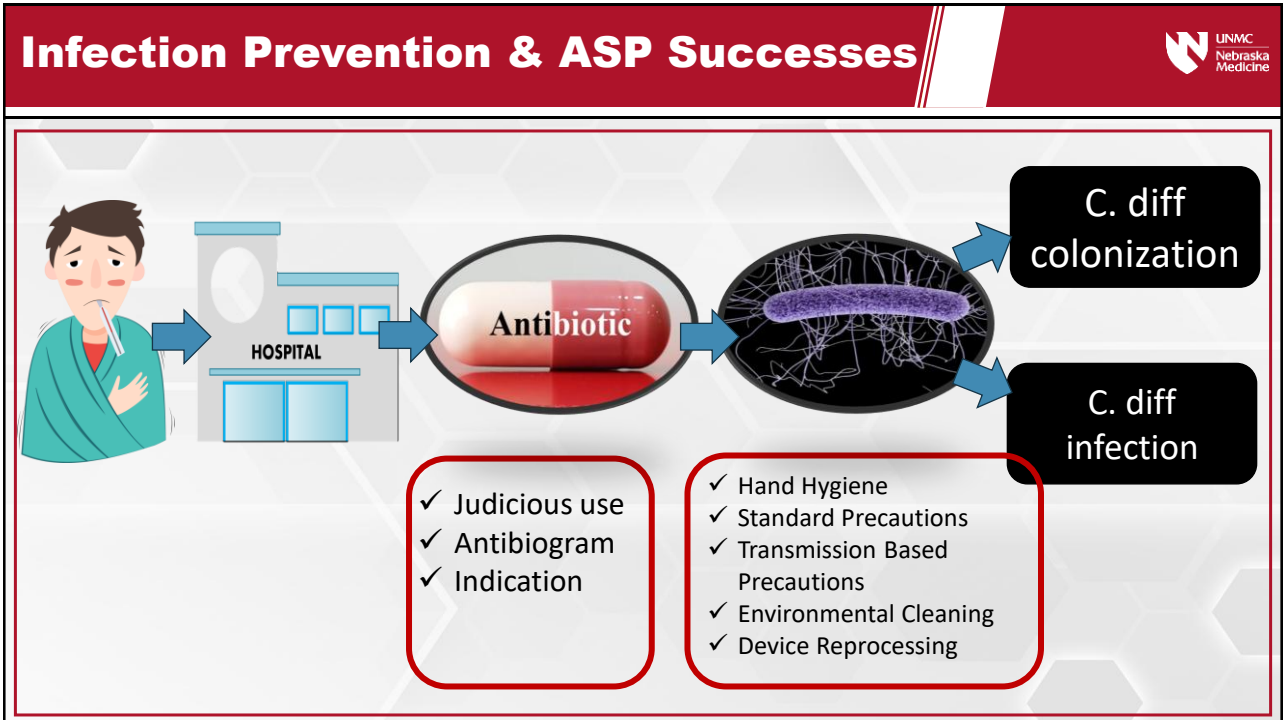 Infection Prevention & ASP Successes
UNMC
Nebraska
Medicine
HOSPITAL
Antibiotic
C. diff
colonization
C. diff
infection
✓ Judicious use
✓ Antibiogram
✓ Indication
✓ Hand Hygiene
✓ Standard Precautions
✓ Transmission Based
Precautions
✓ Environmental Cleaning
✓ Device Reprocessing